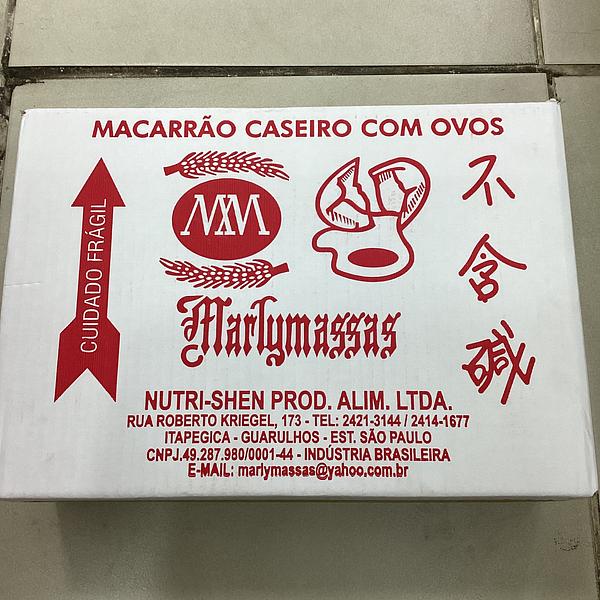 MACARRÃO CASEIRO COM OVOS
CUIDADO FRÁGIL
MM
Marlymassas
不含碱
NUTRI-SHEN PROD. ALIM. LTDA.
RUA ROBERTO KRIEGEL, 173 - TEL: 2421-3144 / 2414-1677
ITAPEGICA - GUARULHOS - EST. SÃO PAULO
CNPJ.49.287.980/0001-44 - INDÚSTRIA BRASILEIRA
E-MAIL: marlymassas@yahoo.com.br